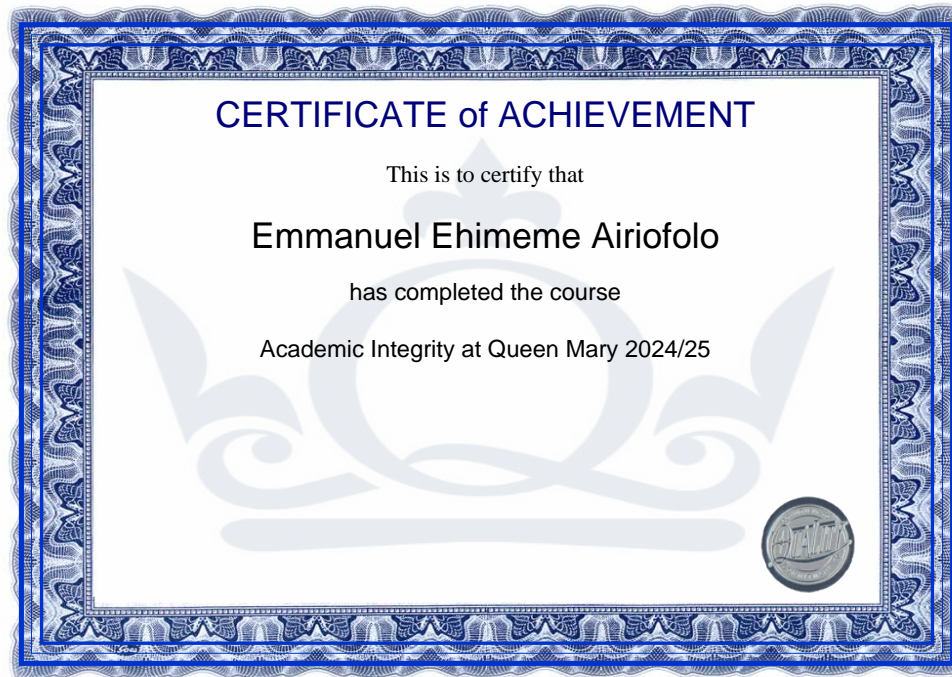 CERTIFICATE of ACHIEVEMENT
This is to certify that
Emmanuel Ehimeme Airiofolo
has completed the course
Academic Integrity at Queen Mary 2024/25